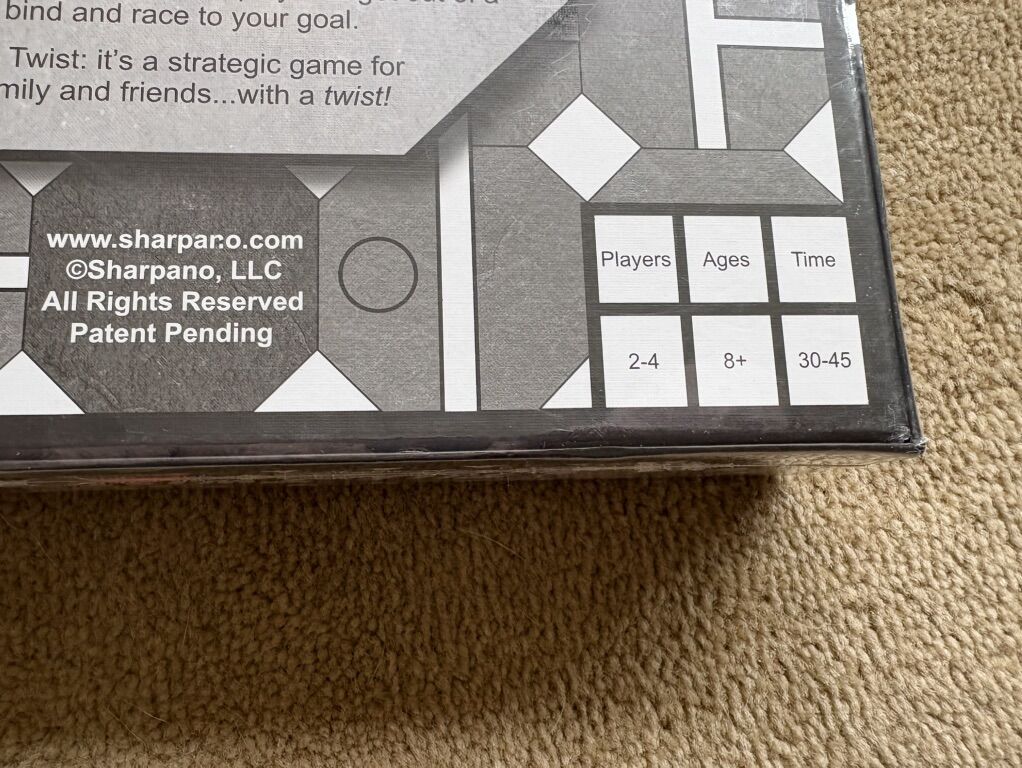 bind and race to your goal.
Twist: it's a strategic game for
and friends...with a twist!
www.sharpano.com
©Sharpano, LLC
All Rights Reserved
Patent Pending
Players Ages Time
2-4 8+ 30-45